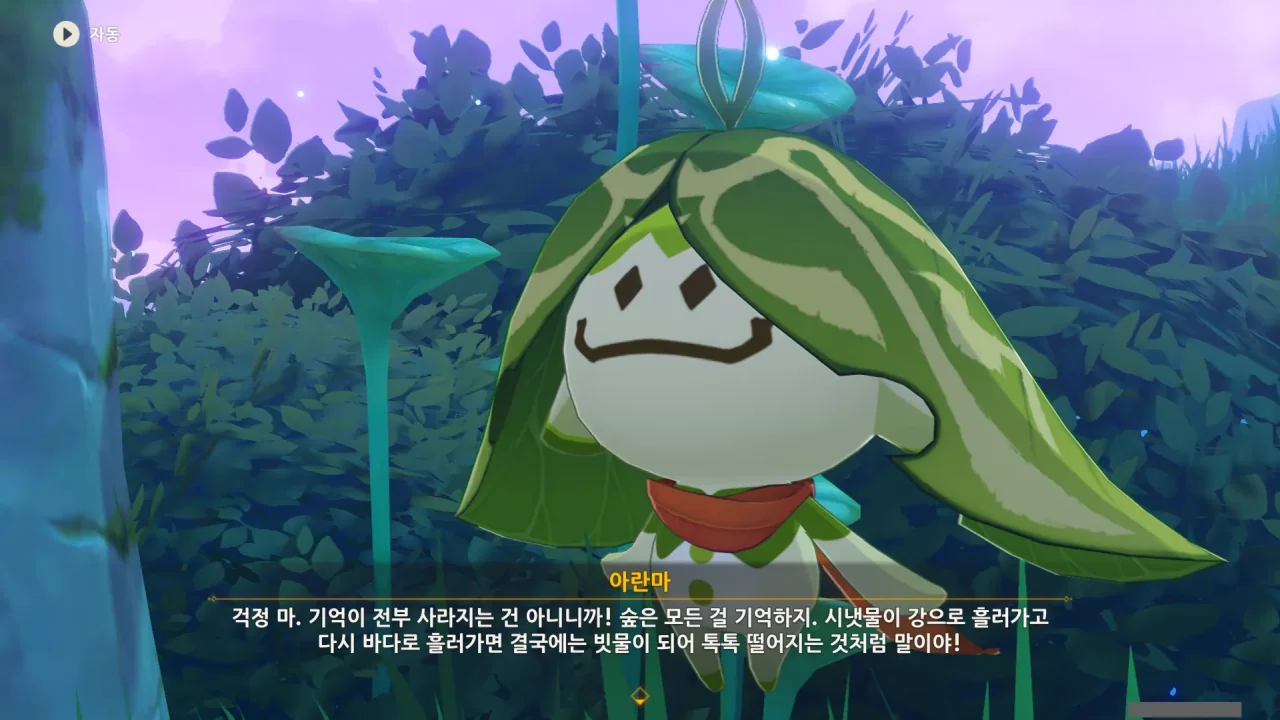 자동
아란마
걱정 마. 기억이 전부 사라지는 건 아니니까! 숲은 모든 걸 기억하지. 시냇물이 강으로 흘러가고
다시 바다로 흘러가면 결국에는 빗물이 되어 톡톡 떨어지는 것처럼 말이야!